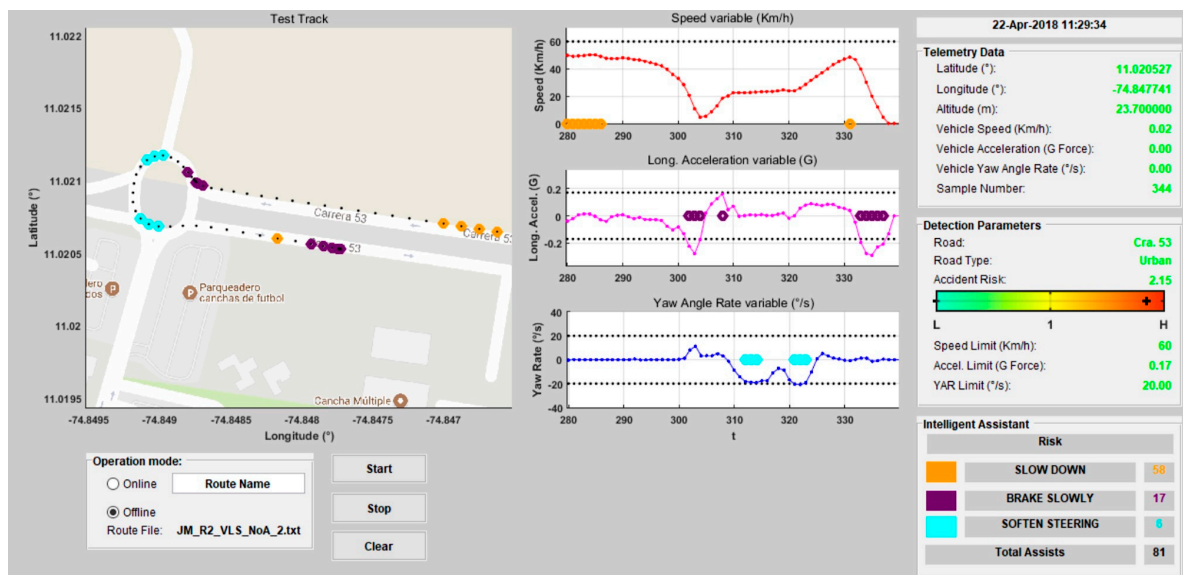 Test Track
11.022
11.0215
11.021
11.0205
11.02
11.0195
Latitude (°)
-74.8495
-74.849
-74.8485
-74.848
-74.8475
-74.847
Longitude (°)
Carrera 53
Carrera 5
53
Parqueadero
canchas de futbol
ero
cos
P
P
Cancha Múltiple
Speed variable (Km/h)
Speed (Km/h)
60
40
20
0
280
290
300
310
320
330
Long. Acceleration variable (G)
Long. Accel. (G)
0.2
0
-0.2
280
290
300
310
320
330
Yaw Angle Rate variable (°/s)
Yaw Rate (°/s)
40
20
0
-20
-40
280
290
300
310
320
330
t
22-Apr-2018 11:29:34
Telemetry Data
Latitude (°): 11.020527
Longitude (°): -74.847741
Altitude (m): 23.700000
Vehicle Speed (Km/h): 0.02
Vehicle Acceleration (G Force): 0.00
Vehicle Yaw Angle Rate (°/s): 0.00
Sample Number: 344
Detection Parameters
Road: Cra. 53
Road Type: Urban
Accident Risk: 2.15
L 1 H
Speed Limit (Km/h): 60
Accel. Limit (G Force): 0.17
YAR Limit (°/s): 20.00
Intelligent Assistant
Risk
SLOW DOWN 58
BRAKE SLOWLY 17
SOFTEN STEERING 6
Total Assists 81
Operation mode:
Online Route Name
Offline
Route File: JM_R2_VLS_NoA_2.txt
Start
Stop
Clear